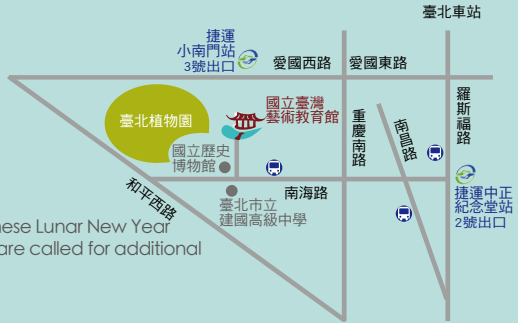 臺北車站
捷運
小南門站
3號出口
愛國西路
愛國東路
羅斯福路
臺北植物園
國立臺灣
藝術教育館
重慶南路
南昌路
國立歷史
博物館
和平西路
南海路
臺北市立
建國高級中學
捷運中正
紀念堂站
2號出口
nese Lunar New Year
are called for additional